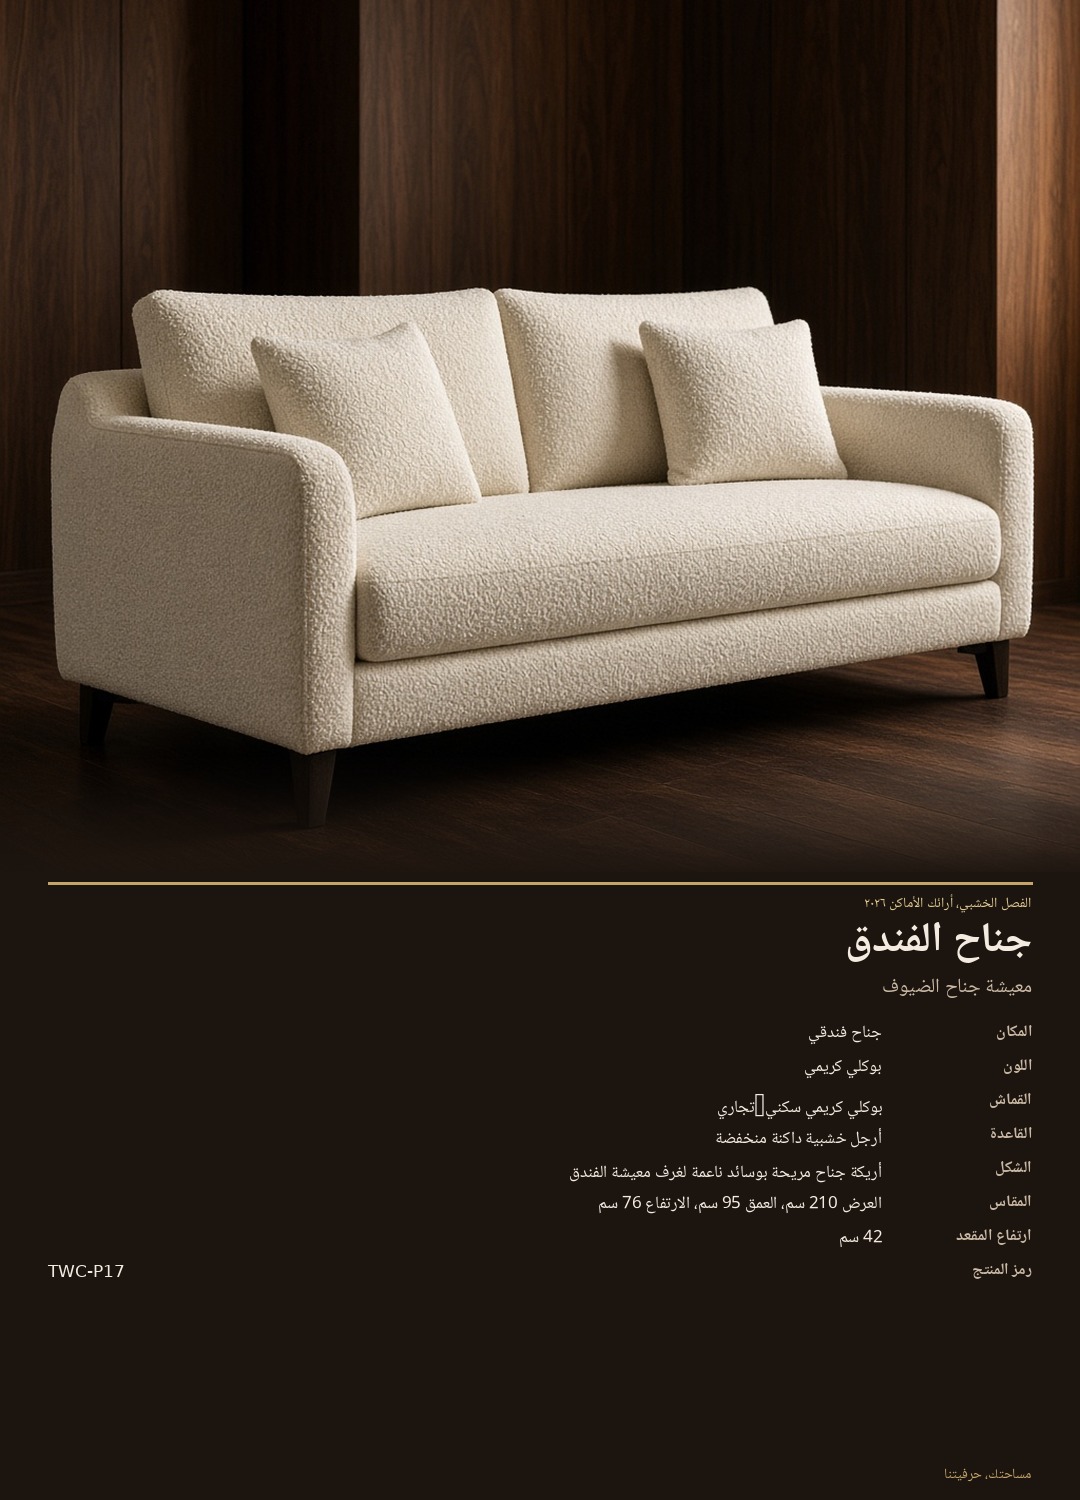 الفصل الخشبي، أرائك الأماكن ٢٠٢٦
جناح الفندق
معيشة جناح الضيوف
المكان جناح فندقي
اللون بوكلي كريمي
القماش بوكلي كريمي سكني▯تجاري
القاعدة أرجل خشبية داكنة منخفضة
الشكل أريكة جناح مريحة بوسائد ناعمة لغرف معيشة الفندق
المقاس العرض 210 سم، العمق 95 سم، الارتفاع 76 سم
ارتفاع المقعد 42 سم
رمز المنتج TWC-P17
مساحتك، حرفيتنا